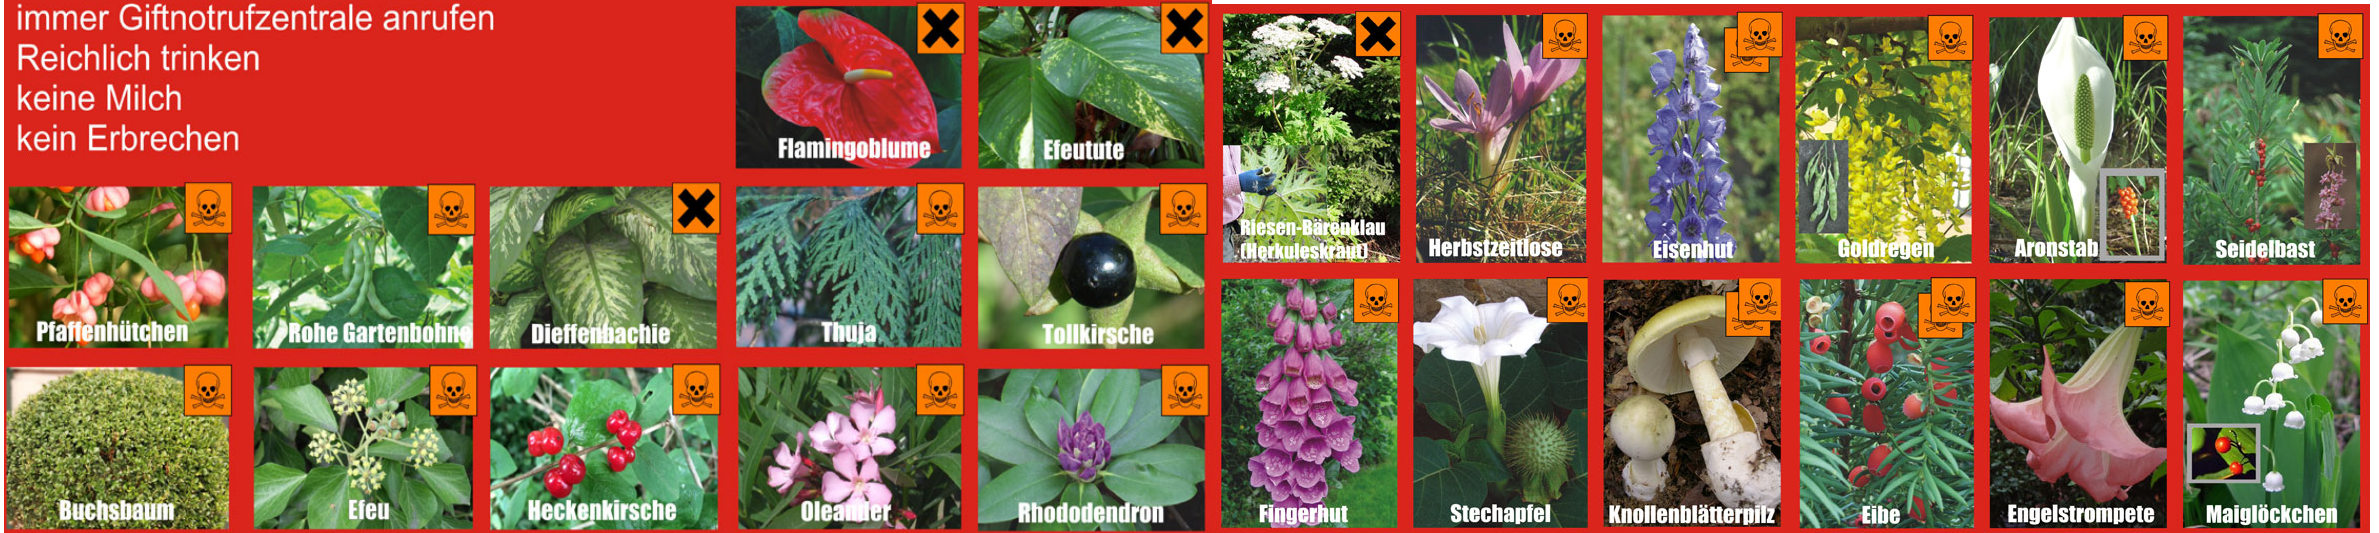 immer Giftnotrufzentrale anrufen
Reichlich trinken
keine Milch
kein Erbrechen
Flamingoblume
Efeutute
Pfaffenhütchen
Rohe Gartenbohne
Dieffenbachie
Thuja
Tollkirsche
Buchsbaum
Efeu
Heckenkirsche
Oleander
Rhododendron
Riesen-Bärenklau
(Herkuleskraut)
Herbstzeitlose
Eisenhut
Goldregen
Aronstab
Seidelbast
Fingerhut
Stechapfel
Knollenblätterpilz
Eibe
Engelstrompete
Maiglöckchen